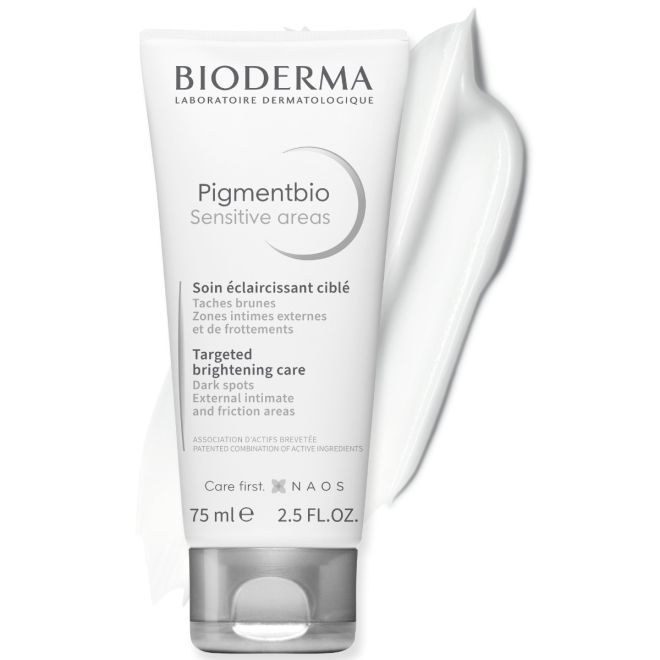 BIODERMA
LABORATOIRE DERMATOLOGIQUE
Pigmentbio
Sensitive areas
Soin éclaircissant ciblé
Taches brunes
Zones intimes externes
et de frottements
Targeted
brightening care
Dark spots
External intimate
and friction areas
ASSOCIATION D'ACTIFS BREVETÉE
PATENTED COMBINATION OF ACTIVE INGREDIENTS
Care first. NAOS
75 ml e 2.5 FL.OZ.